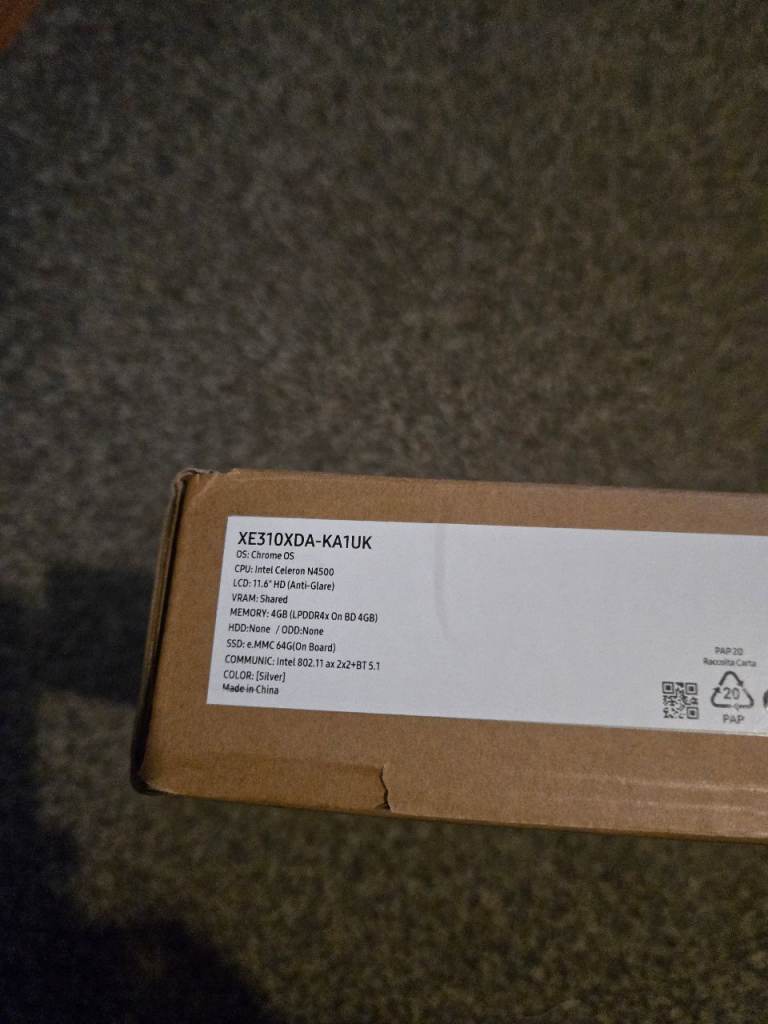 XE310XDA-KA1UK
OS: Chrome OS
CPU: Intel Celeron N4500
LCD: 11.6" HD (Anti-Glare)
VRAM: Shared
MEMORY: 4GB (LPDDR4x On BD 4GB)
HDD:None / ODD:None
SSD: e.MMC 64G(On Board)
COMMUNIC: Intel 802.11 ax 2x2+BT 5.1
COLOR: [Silver]
Made in China
PAP 20
Raccolta Carta
20
PAP